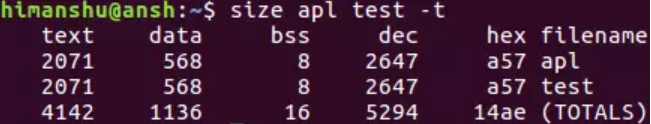 himanshu@ansh:~$ size apl test -t
text data bss dec hex filename
2071 568 8 2647 a57 apl
2071 568 8 2647 a57 test
4142 1136 16 5294 14ae (TOTALS)